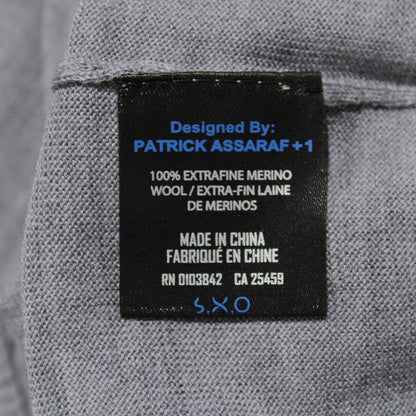 Designed By:
PATRICK ASSARAF +1
100% EXTRAFINE MERINO
WOOL / EXTRA-FIN LAINE
DE MERINOS
MADE IN CHINA
FABRIQUÉ EN CHINE
RN 0103842 CA 25459
S.X.O